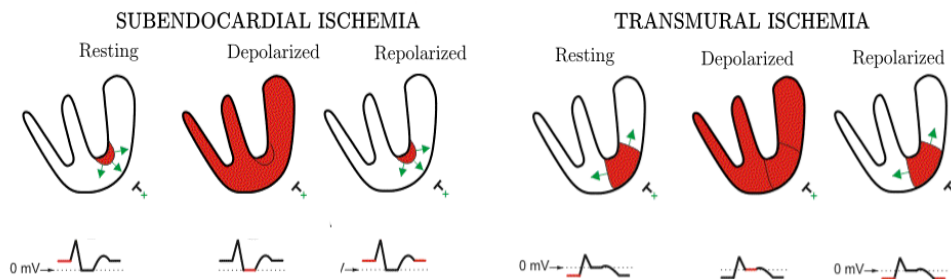 SUBENDOCARDIAL ISCHEMIA
Resting
Depolarized
Repolarized
0 mV
TRANSMURAL ISCHEMIA
Resting
Depolarized
Repolarized
0 mV
0 mV